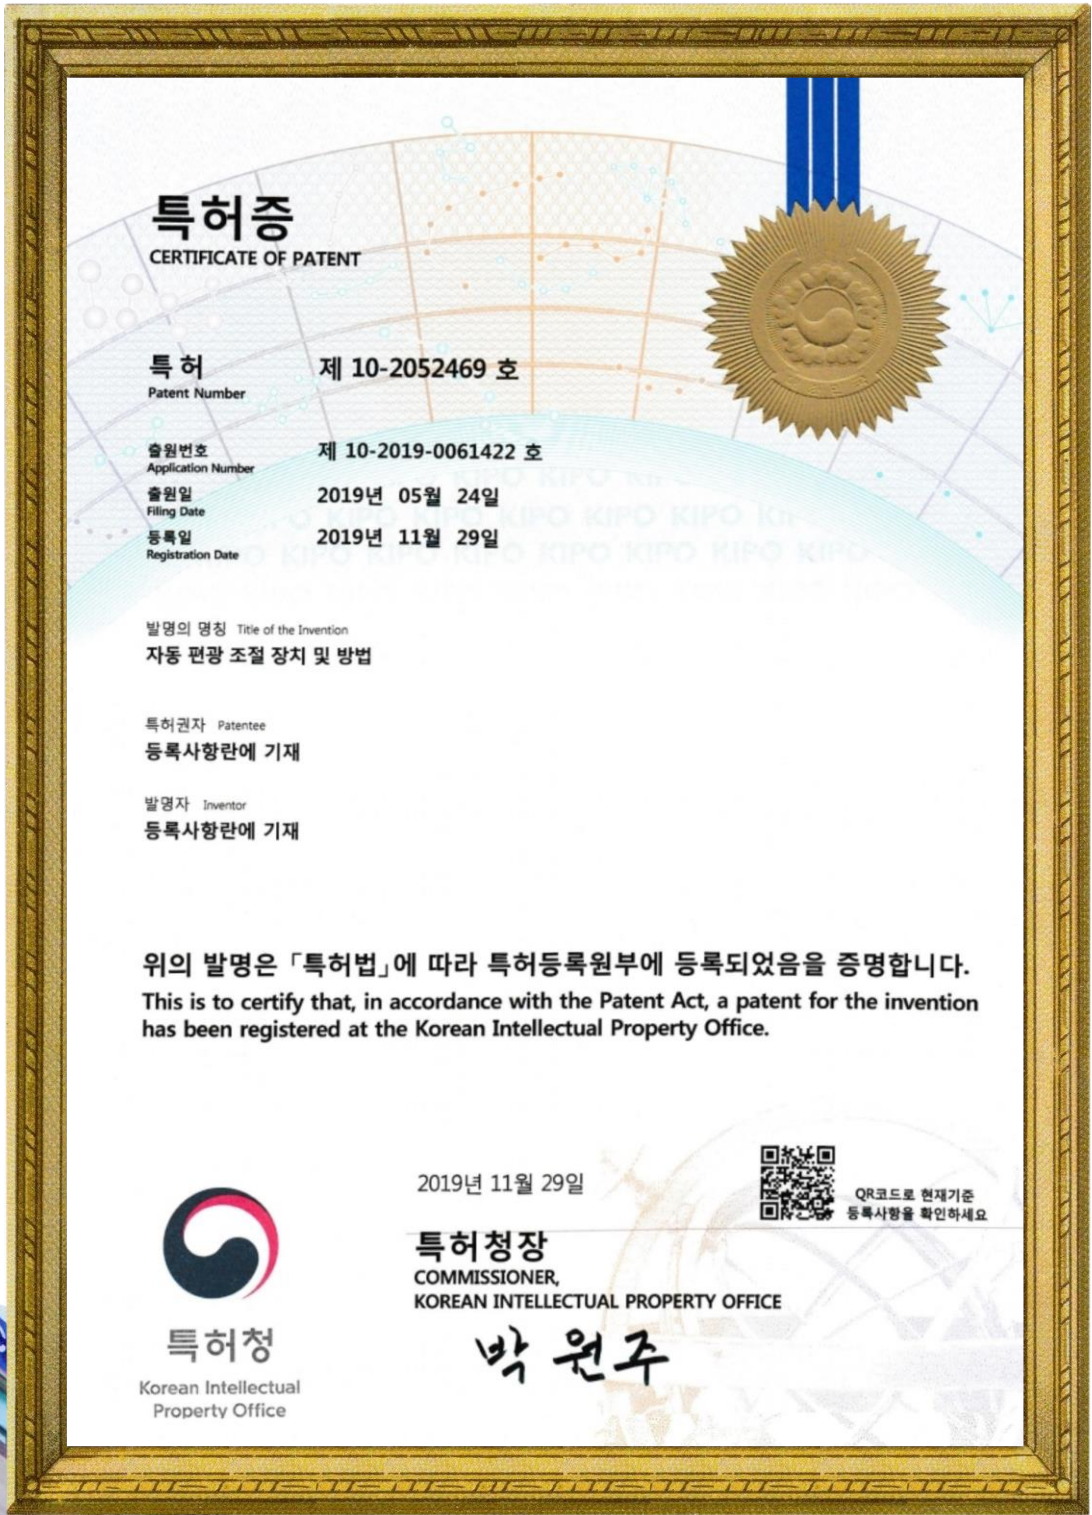 특허증
CERTIFICATE OF PATENT
특 허 제 10-2052469 호
Patent Number
출원번호 제 10-2019-0061422 호
Application Number
출원일 2019년 05월 24일
Filing Date
등록일 2019년 11월 29일
Registration Date
KIPO KIPO
KIPO KIPO KIPO KIPO KIPO
KIPO KIPO KIPO KIPO KIPO KIPO KIPO
발명의 명칭 Title of the Invention
자동 편광 조절 장치 및 방법
특허권자 Patentee
등록사항란에 기재
발명자 Inventor
등록사항란에 기재
위의 발명은 「특허법」에 따라 특허등록원부에 등록되었음을 증명합니다.
This is to certify that, in accordance with the Patent Act, a patent for the invention
has been registered at the Korean Intellectual Property Office.
2019년 11월 29일
QR코드로 현재기준
등록사항을 확인하세요
특허청장
COMMISSIONER,
KOREAN INTELLECTUAL PROPERTY OFFICE
박원주
특허청
Korean Intellectual
Property Office